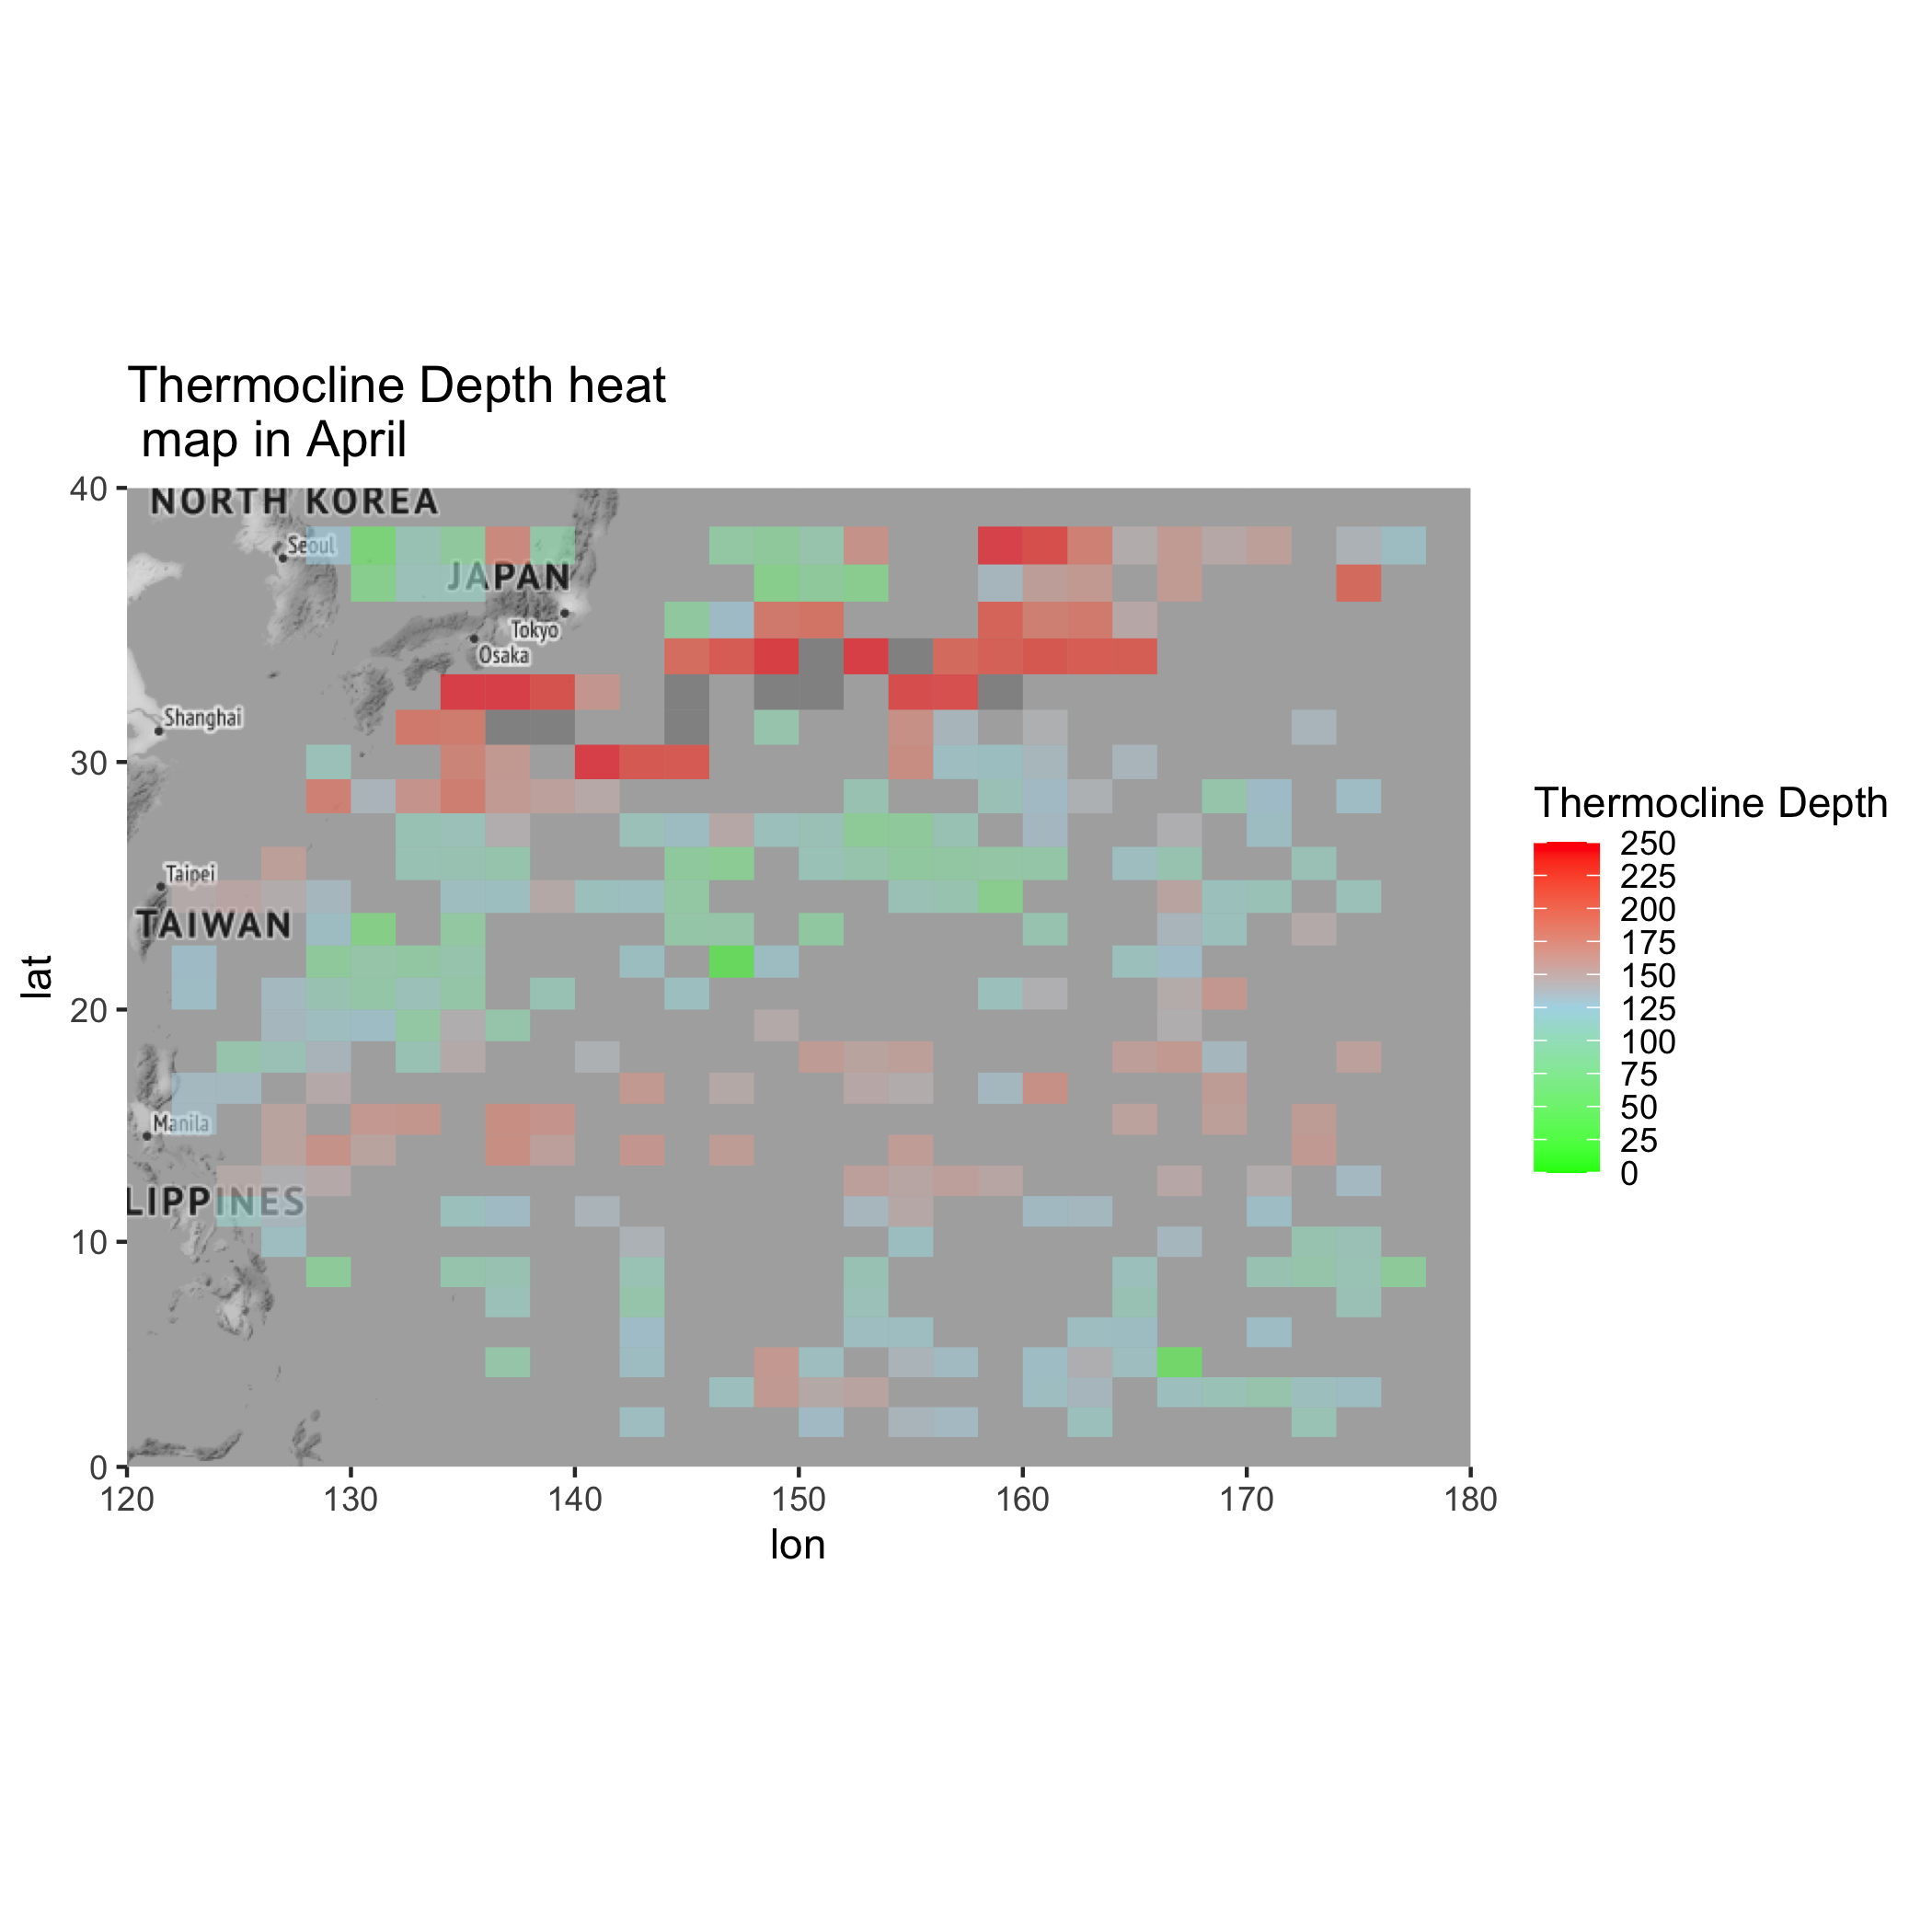 Thermocline Depth heat
map in April
40
30
20
10
0
lat
NORTH KOREA
Seoul
JAPAN
Tokyo
Osaka
Shanghai
Taipei
TAIWAN
Manila
LIPPINES
120
130
140
150
160
170
180
lon
Thermocline Depth
250
225
200
175
150
125
100
75
50
25
0